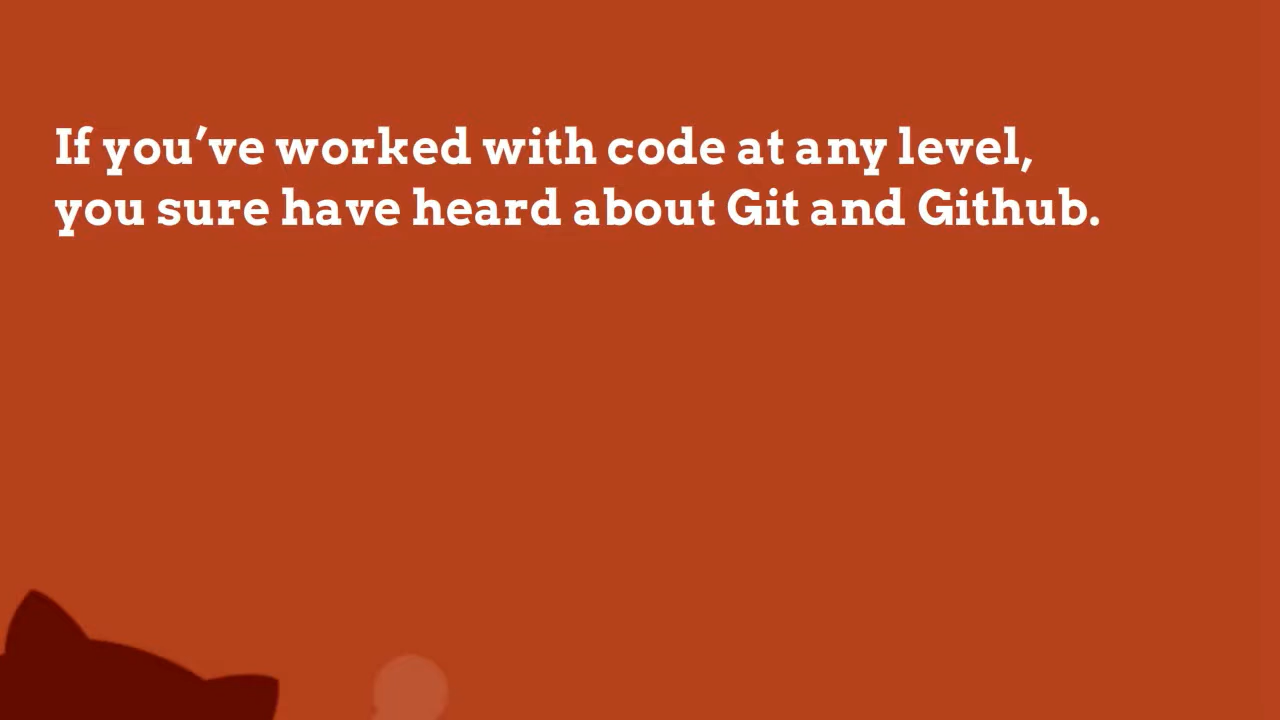 If you’ve worked with code at any level,
you sure have heard about Git and Github.